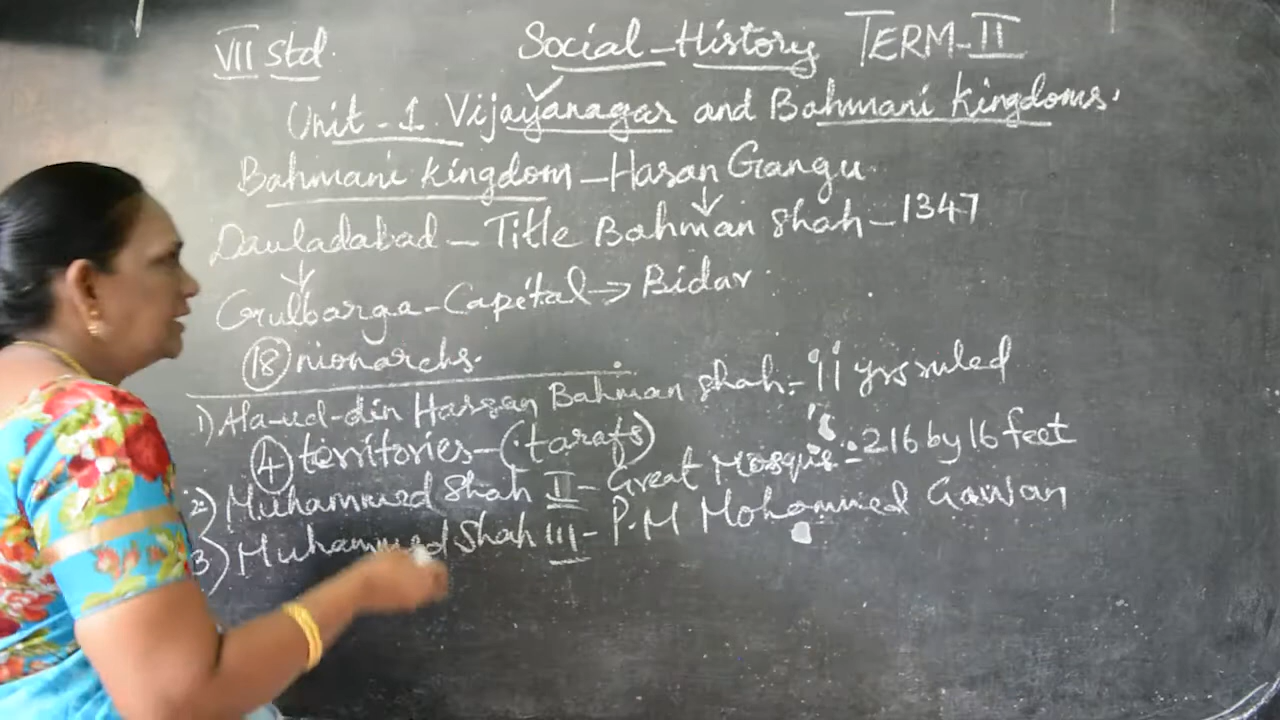 VII std. Social-History TERM-II
Unit-1. Vijayanagar and Bahmani kingdoms.
Bahmani kingdom-Hasan Gangu
Dauladabad - Title Bahman shah-1347
↓
Gulbarga-Capital → Bidar
18 monarchs.
1) Ala-ud-din Hassan Bahman shah:- 11 yrs ruled
4 territories-(tarafs)
2) Muhammed Shah II - Great Mosque:- 216 by 16 feet
3) Muhammed Shah III - P.M Mohammed Gawan